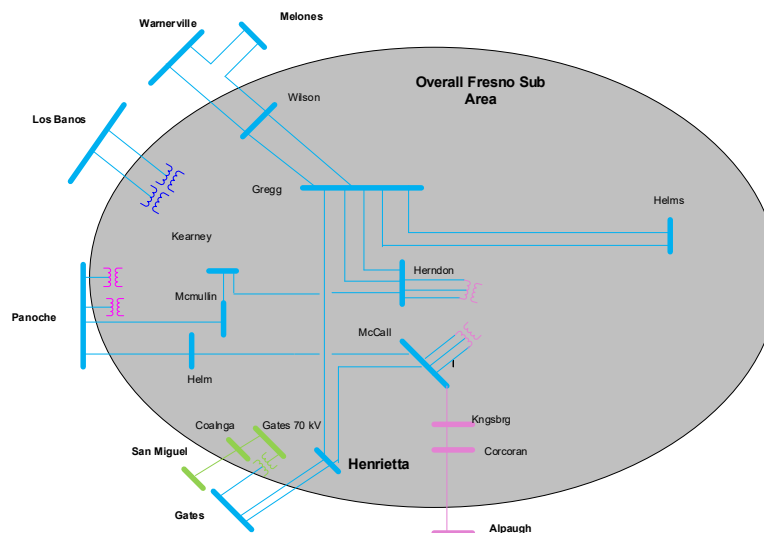 Melones
Warnerville
Overall Fresno Sub
Area
Wilson
Los Banos
Gregg
Helms
Kearney
Herndon
Mcmullin
Panoche
McCall
Helm
Coalnga
Gates 70 kV
Kngsbrg
San Miguel
Henrietta
Corcoran
Gates
Alpaugh